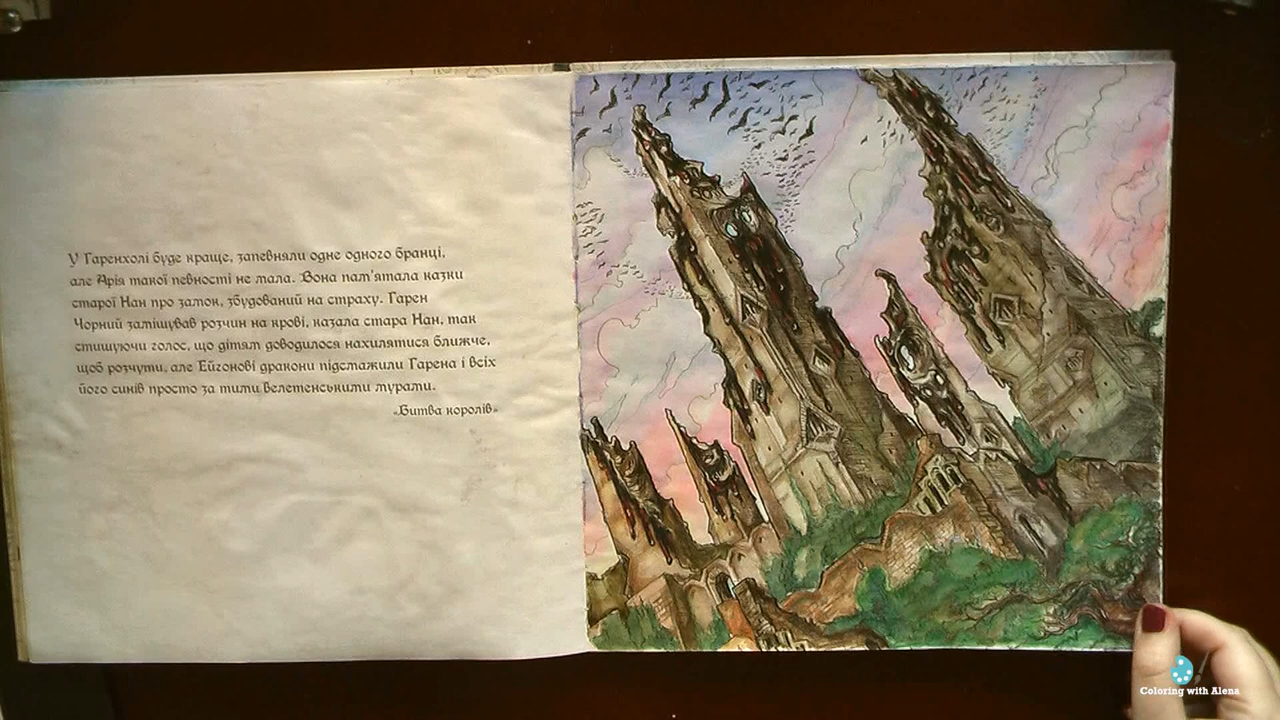 У Гаренхолі буде краще, запевняли одне одного бранці,
але Арія такої певності не мала. Вона пам'ятала казки
старої Нан про замок, збудований на страху. Гарен
Чорний заміщував розчин на крові, казала стара Нан, так
стишуючи голос, що дітям доводилося нахилятися ближче,
щоб розчути, але Ейгонові дракони підсмажили Гарена і всіх
його синів просто за тими велетенськими мурами.
«Битва королів»
Coloring with Alena